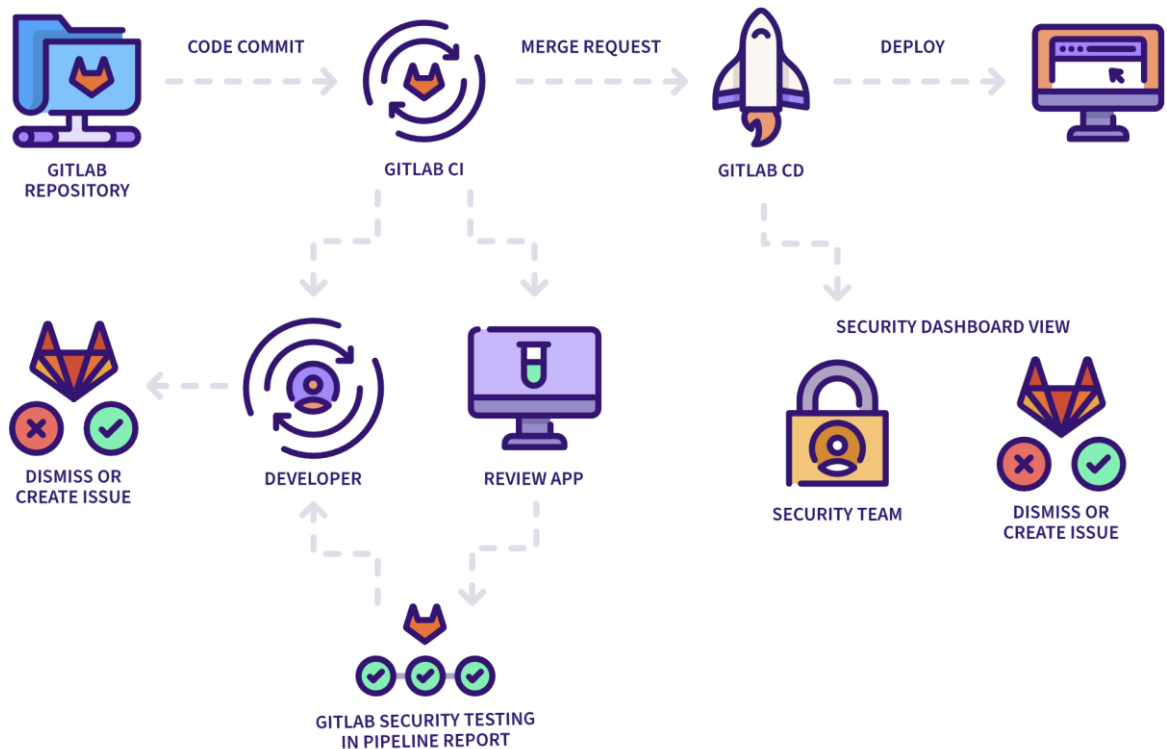 CODE COMMIT
MERGE REQUEST
DEPLOY
GITLAB
REPOSITORY
GITLAB CI
GITLAB CD
SECURITY DASHBOARD VIEW
DISMISS OR
CREATE ISSUE
DEVELOPER
REVIEW APP
SECURITY TEAM
DISMISS OR
CREATE ISSUE
GITLAB SECURITY TESTING
IN PIPELINE REPORT